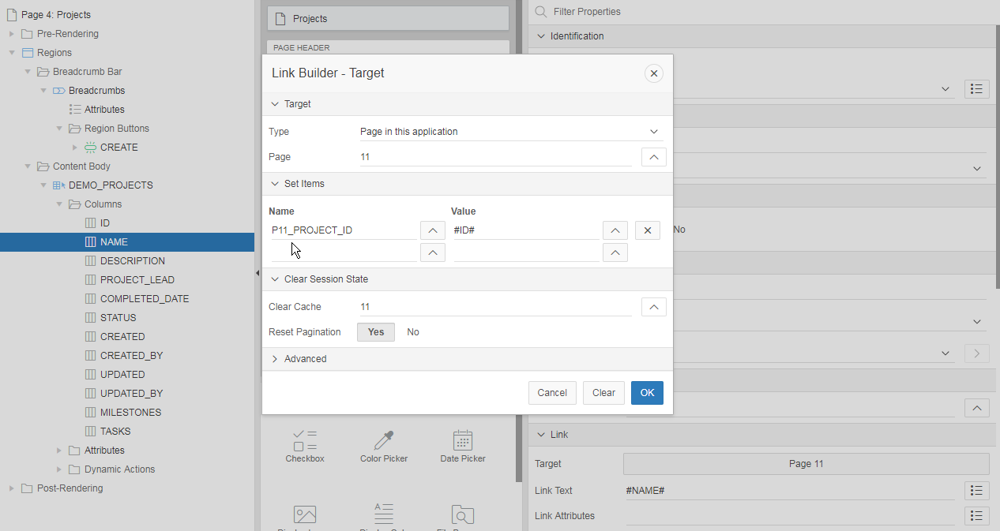 Page 4: Projects
Pre-Rendering
Regions
Breadcrumb Bar
Breadcrumbs
Attributes
Region Buttons
CREATE
Content Body
DEMO_PROJECTS
Columns
ID
NAME
DESCRIPTION
PROJECT_LEAD
COMPLETED_DATE
STATUS
CREATED
CREATED_BY
UPDATED
UPDATED_BY
MILESTONES
TASKS
Attributes
Dynamic Actions
Post-Rendering
Projects
PAGE HEADER
Link Builder - Target
Target
Type Page in this application
Page 11
Set Items
Name Value
P11_PROJECT_ID #ID#
Clear Session State
Clear Cache 11
Reset Pagination Yes No
Advanced
Cancel Clear OK
Checkbox Color Picker Date Picker
Filter Properties
Identification
No
Link
Target Page 11
Link Text #NAME#
Link Attributes